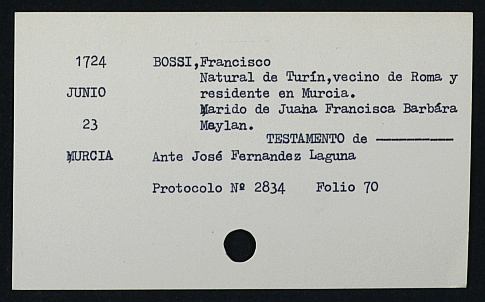 1724 BOSSI,Francisco
Natural de Turín,vecino de Roma y
JUNIO residente en Murcia.
Marido de Juana Francisca Barbára
23 Maylan.
TESTAMENTO de ----------
MURCIA Ante José Fernandez Laguna
Protocolo Nº 2834 Folio 70